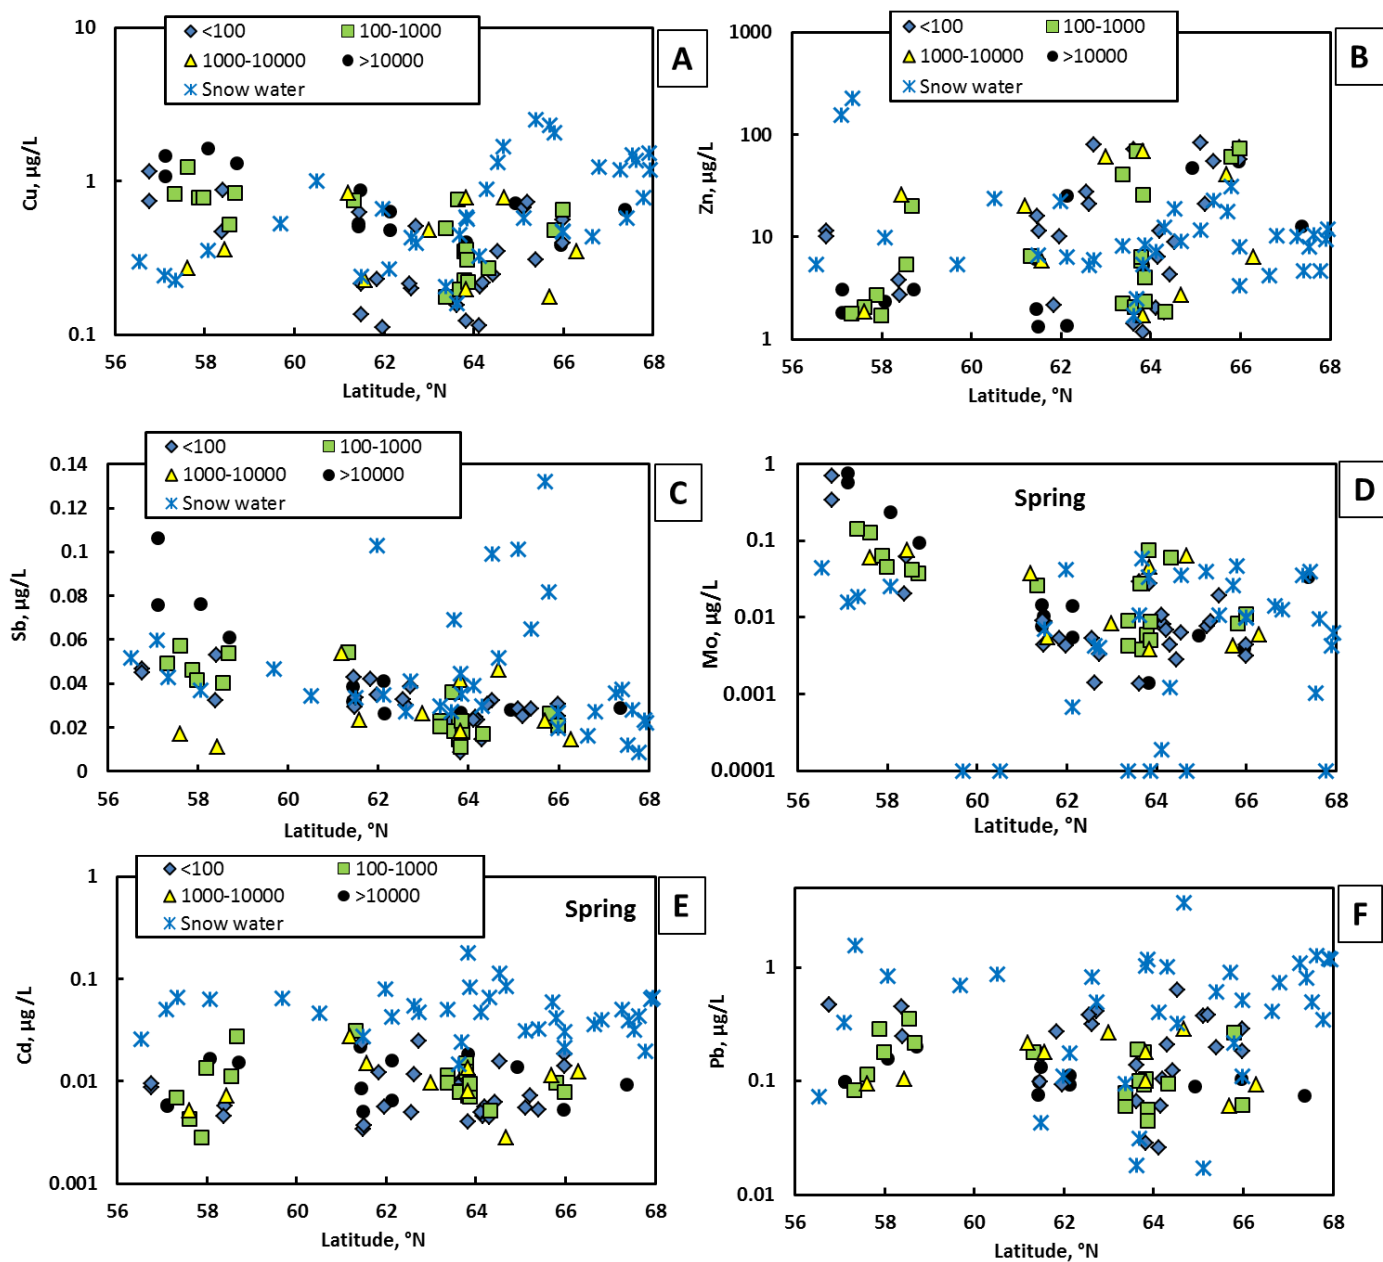 <100 100-1000
1000-10000 >10000
Snow water
A
10
1
0.1
Cu, µg/L
56 58 60 62 64 66 68
Latitude, °N
<100 100-1000
1000-10000 >10000
Snow water
B
1000
100
10
1
Zn, µg/L
56 58 60 62 64 66 68
Latitude, °N
<100 100-1000
1000-10000 >10000
Snow water
C
0.14
0.12
0.1
0.08
0.06
0.04
0.02
0
Sb, µg/L
56 58 60 62 64 66 68
Latitude, °N
Spring
D
1
0.1
0.01
0.001
0.0001
Mo, µg/L
56 58 60 62 64 66 68
Latitude, °N
<100 100-1000
1000-10000 >10000
Snow water
Spring
E
1
0.1
0.01
0.001
Cd, µg /L
56 58 60 62 64 66 68
Latitude, °N
F
1
0.1
0.01
Pb, µg/L
56 58 60 62 64 66 68
Latitude, °N